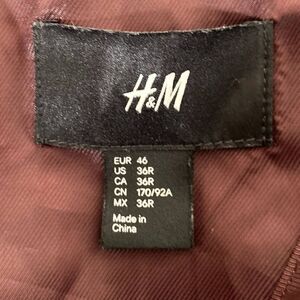 H&M
EUR 46
US 36R
CA 36R
CN 170/92A
MX 36R
Made in
China